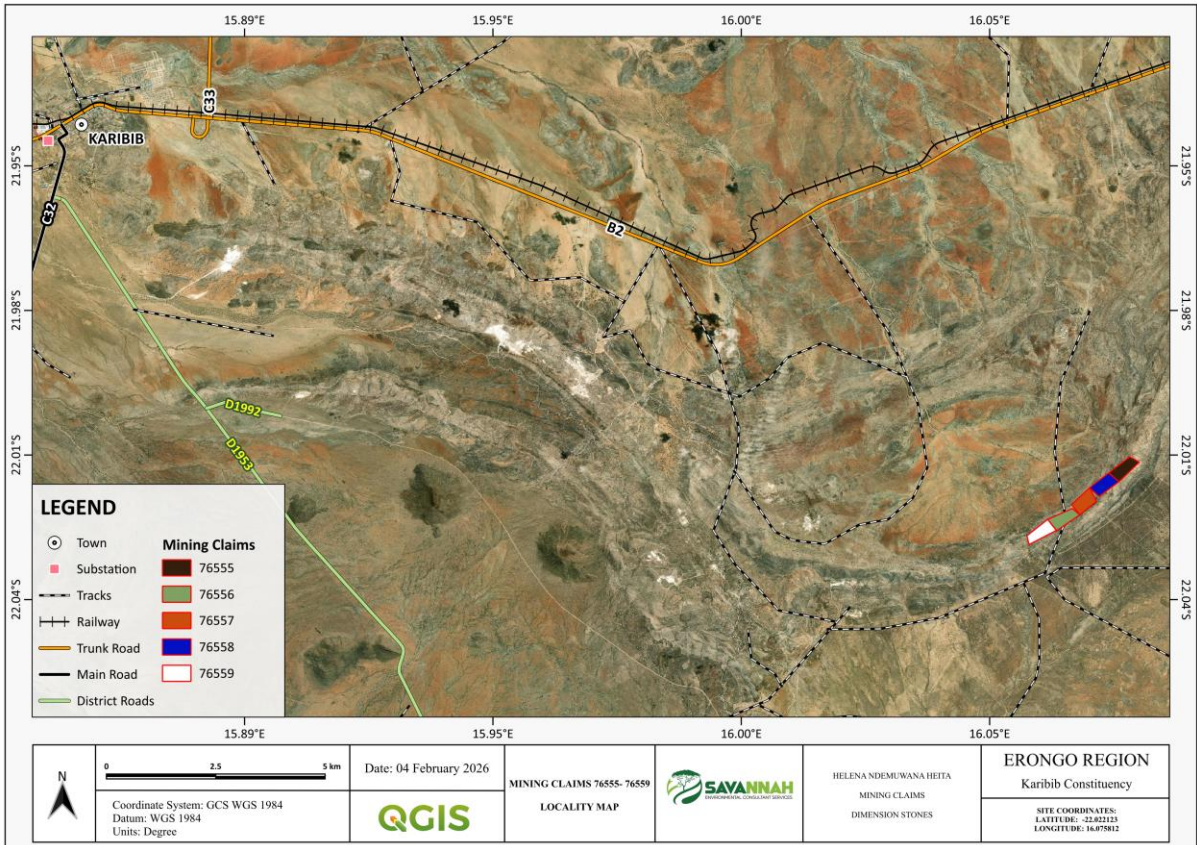 15.89°E
15.95°E
16.00°E
16.05°E
21.95°S
21.98°S
22.01°S
22.04°S
21.95°S
21.98°S
22.01°S
22.04°S
C33
KARIBIB
C32
B2
D1992
D1953
LEGEND
Town
Substation
Tracks
Railway
Trunk Road
Main Road
District Roads
Mining Claims
76555
76556
76557
76558
76559
15.89°E
15.95°E
16.00°E
16.05°E
N
0 2.5 5 km
Coordinate System: GCS WGS 1984
Datum: WGS 1984
Units: Degree
Date: 04 February 2026
QGIS
MINING CLAIMS 76555- 76559
LOCALITY MAP
SAVANNAH
ENVIRONMENTAL CONSULTANT SERVICES
HELENA NDEMUWANA HEITA
MINING CLAIMS
DIMENSION STONES
ERONGO REGION
Karibib Constituency
SITE COORDINATES:
LATITUDE: -22.022123
LONGITUDE: 16.075812